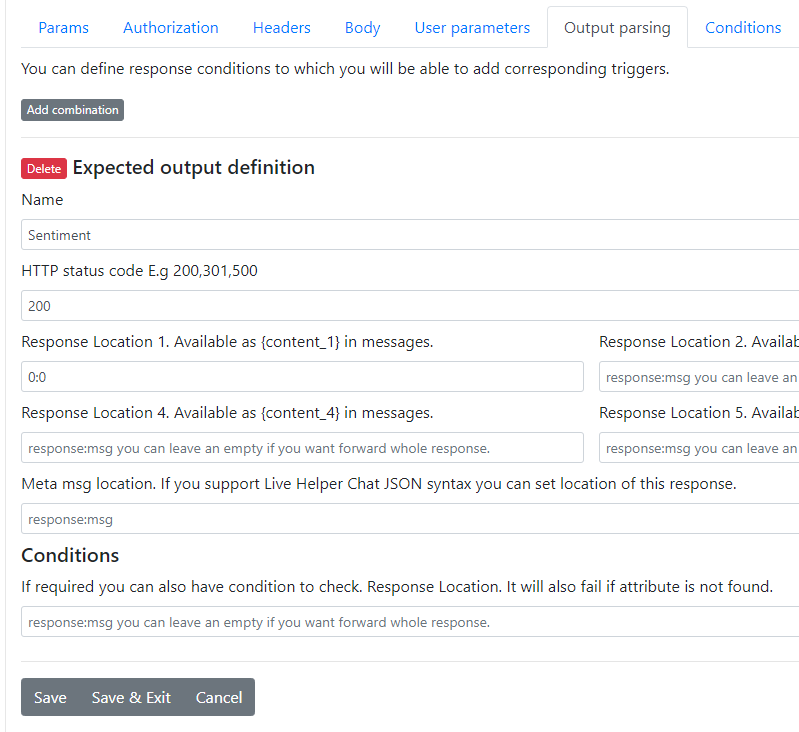 Params Authorization Headers Body User parameters Output parsing Conditions
You can define response conditions to which you will be able to add corresponding triggers.
Add combination
Delete Expected output definition
Name
Sentiment
HTTP status code E.g 200,301,500
200
Response Location 1. Available as {content_1} in messages. Response Location 2. Availab
0:0 response:msg you can leave an
Response Location 4. Available as {content_4} in messages. Response Location 5. Availab
response:msg you can leave an empty if you want forward whole response. response:msg you can leave an
Meta msg location. If you support Live Helper Chat JSON syntax you can set location of this response.
response:msg
Conditions
If required you can also have condition to check. Response Location. It will also fail if attribute is not found.
response:msg you can leave an empty if you want forward whole response.
Save Save & Exit Cancel